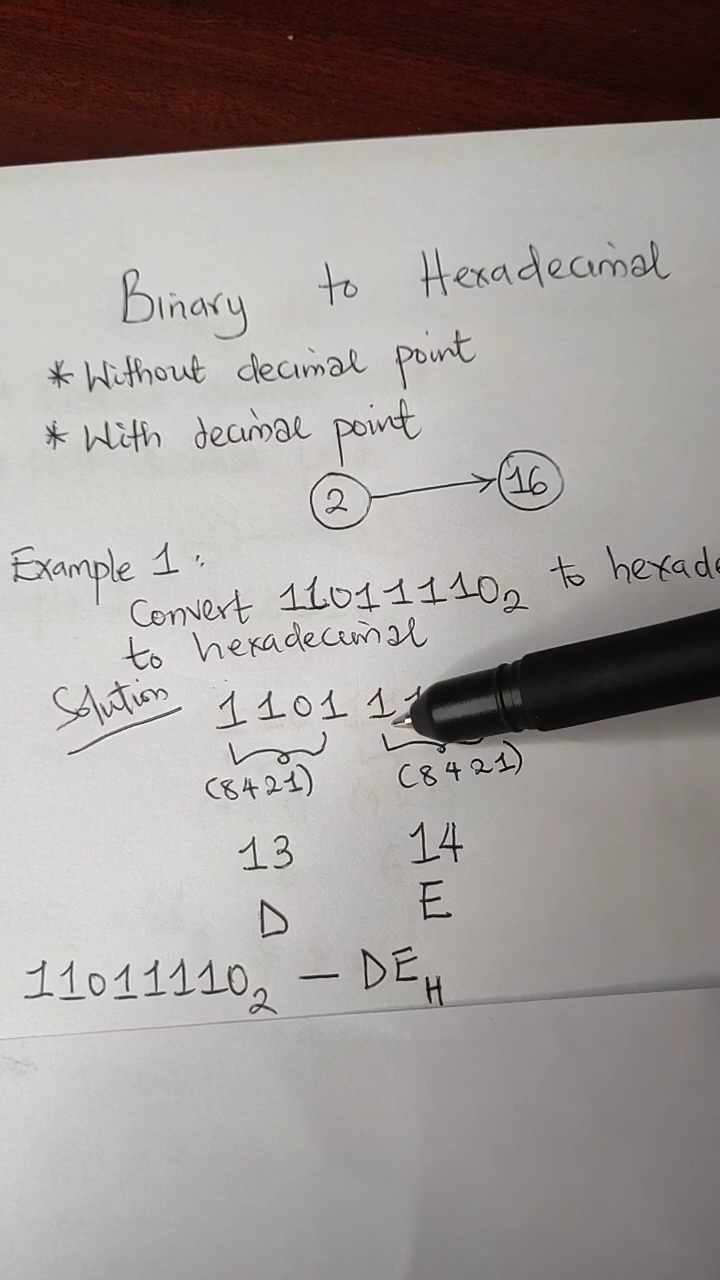 Binary to Hexadecimal
* Without decimal point
* With decimal point
2 → 16
Example 1:
Convert 11011110₂ to
to hexadecimal
Solution 1101 1
(8421) (8421)
13 14
D E
11011110₂ — DE_H